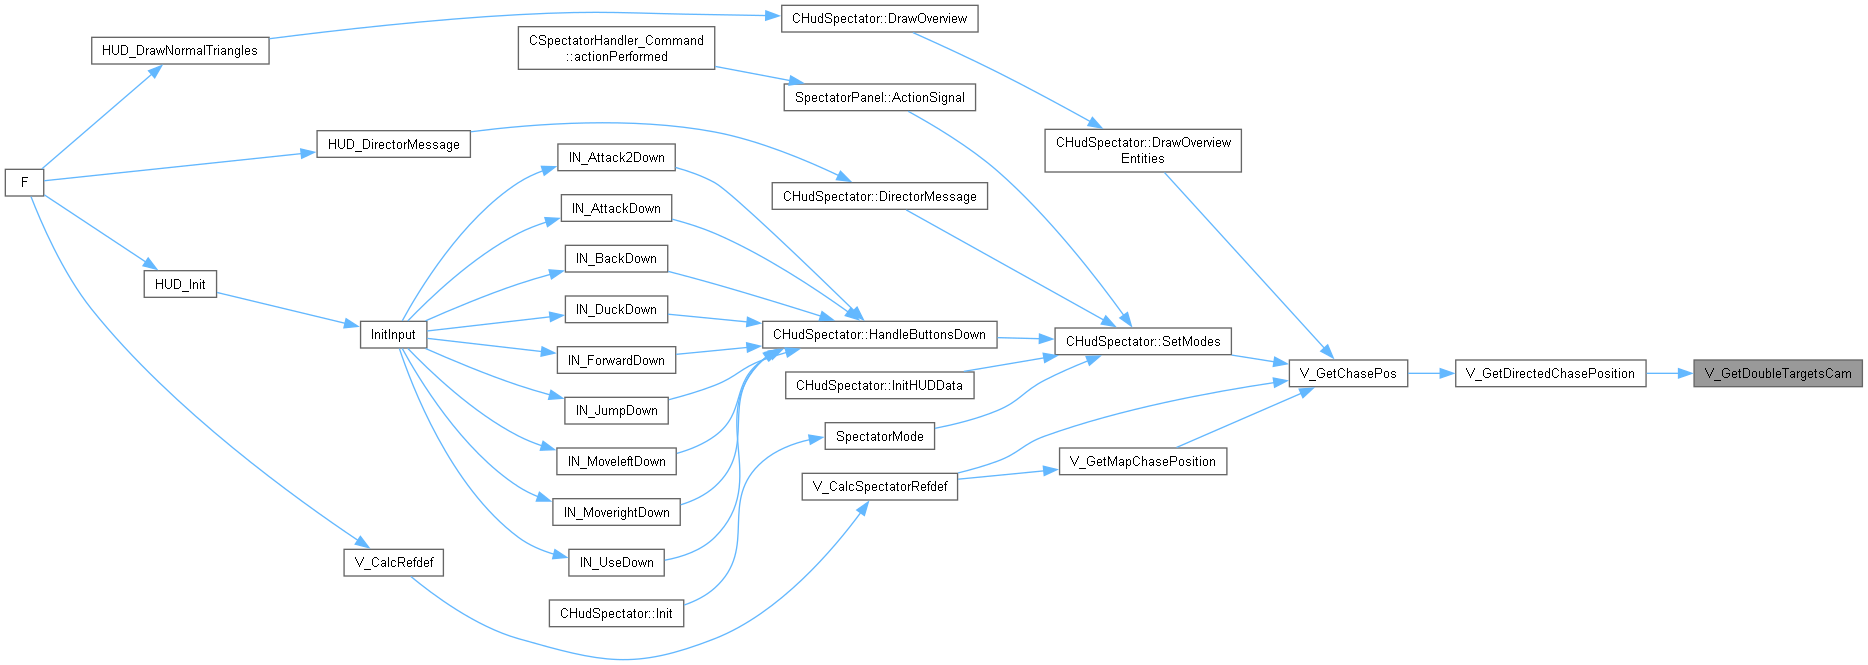 CHudSpectator::DrawOverview
HUD_DrawNormalTriangles
CSpectatorHandler_Command
::actionPerformed
SpectatorPanel::ActionSignal
HUD_DirectorMessage
CHudSpectator::DrawOverview
Entities
IN_Attack2Down
F
CHudSpectator::DirectorMessage
IN_AttackDown
IN_BackDown
HUD_Init
IN_DuckDown
InitInput
CHudSpectator::HandleButtonsDown
CHudSpectator::SetModes
IN_ForwardDown
V_GetChasePos
V_GetDirectedChasePosition
V_GetDoubleTargetsCam
CHudSpectator::InitHUDData
IN_JumpDown
SpectatorMode
IN_MoveleftDown
V_GetMapChasePosition
V_CalcSpectatorRefdef
IN_MoverightDown
V_CalcRefdef
IN_UseDown
CHudSpectator::Init